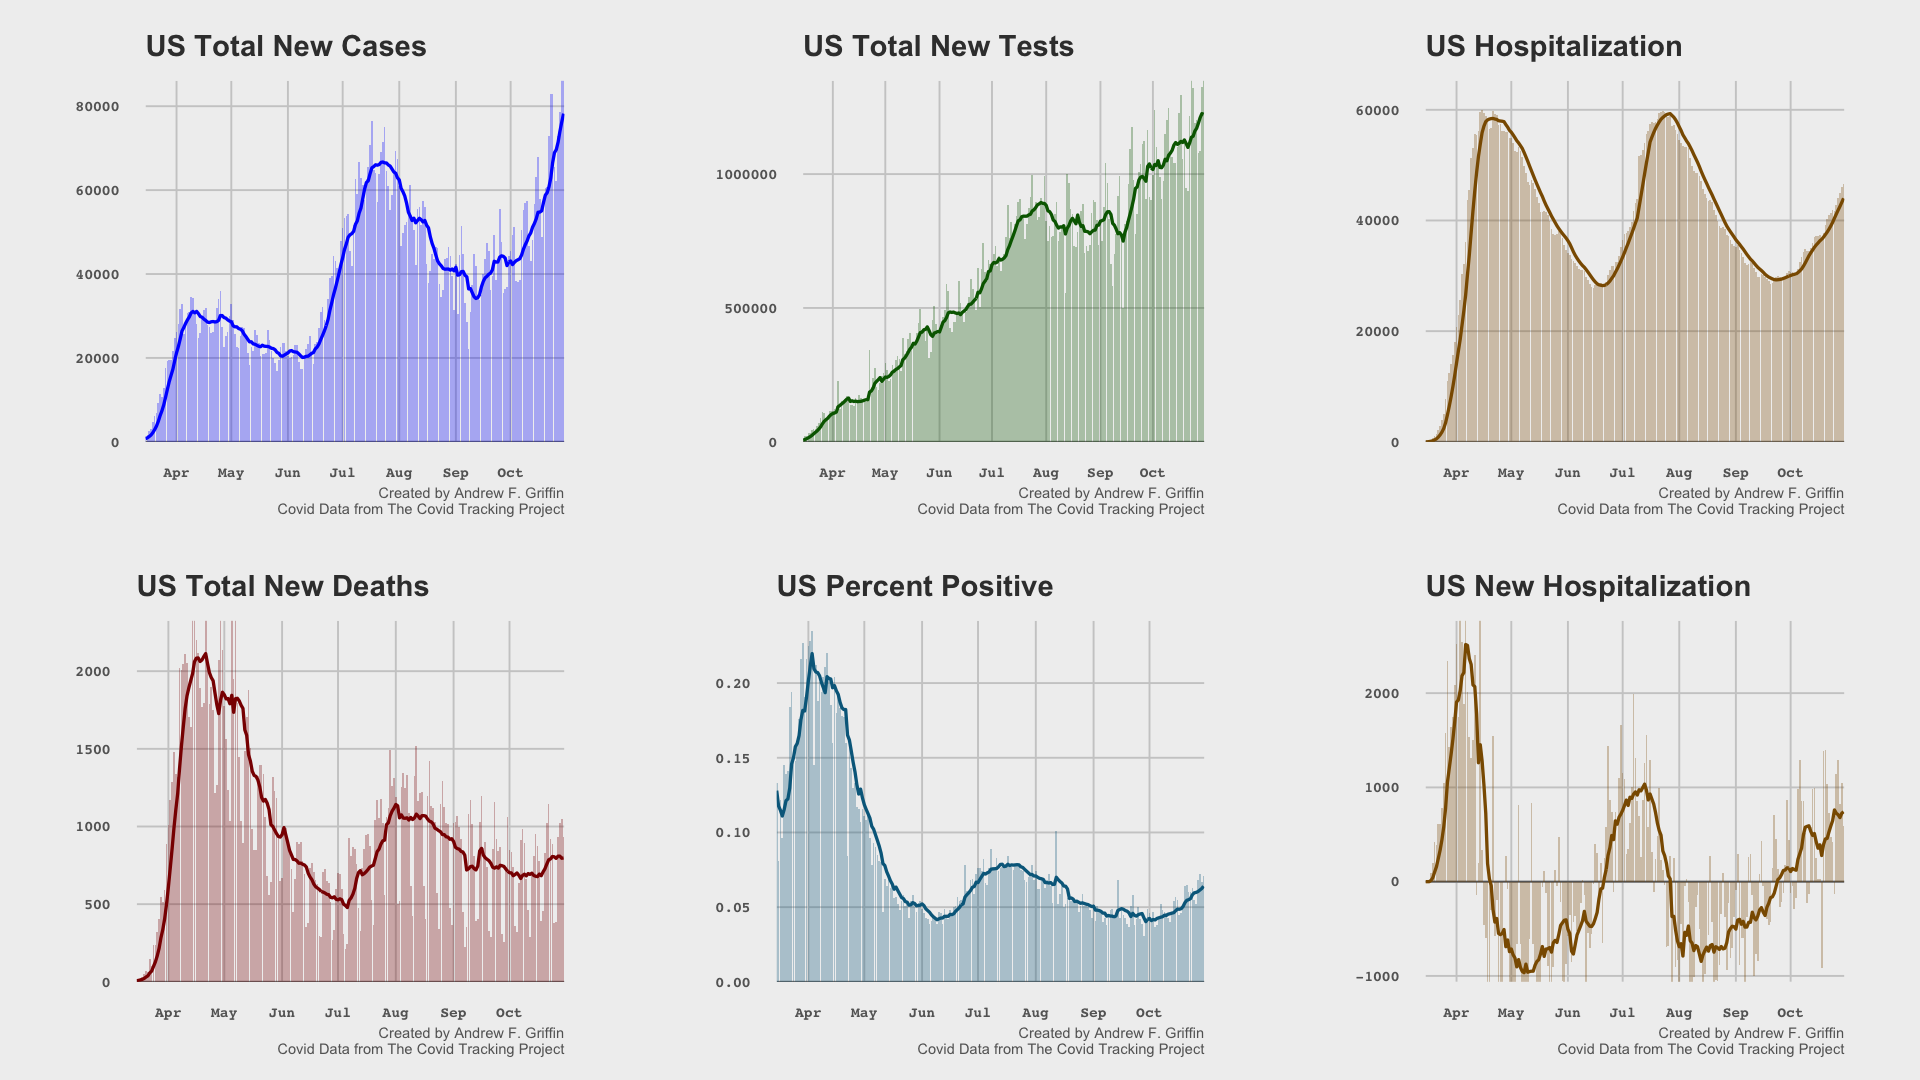 US Total New Cases
80000
60000
40000
20000
0
Apr May Jun Jul Aug Sep Oct
Created by Andrew F. Griffin
Covid Data from The Covid Tracking Project
US Total New Tests
1000000
500000
0
Apr May Jun Jul Aug Sep Oct
Created by Andrew F. Griffin
Covid Data from The Covid Tracking Project
US Hospitalization
60000
40000
20000
0
Apr May Jun Jul Aug Sep Oct
Created by Andrew F. Griffin
Covid Data from The Covid Tracking Project
US Total New Deaths
2000
1500
1000
500
0
Apr May Jun Jul Aug Sep Oct
Created by Andrew F. Griffin
Covid Data from The Covid Tracking Project
US Percent Positive
0.20
0.15
0.10
0.05
0.00
Apr May Jun Jul Aug Sep Oct
Created by Andrew F. Griffin
Covid Data from The Covid Tracking Project
US New Hospitalization
2000
1000
0
-1000
Apr May Jun Jul Aug Sep Oct
Created by Andrew F. Griffin
Covid Data from The Covid Tracking Project